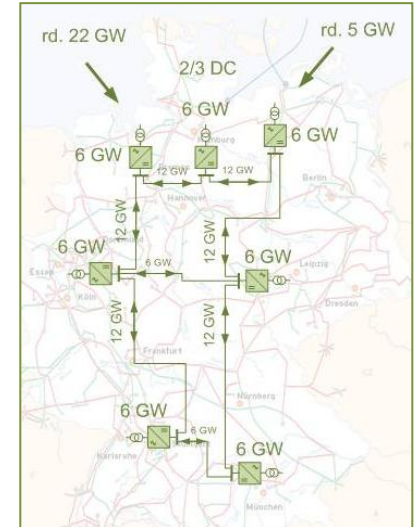 rd. 22 GW
rd. 5 GW
2/3 DC
6 GW
6 GW
6 GW
12 GW
12 GW
Hannover
Berlin
12 GW
12 GW
6 GW
6 GW
6 GW
Essen
Köln
Leipzig
Dresden
12 GW
12 GW
Frankfurt
Nürnberg
6 GW
6 GW
6 GW
Karlsruhe
München